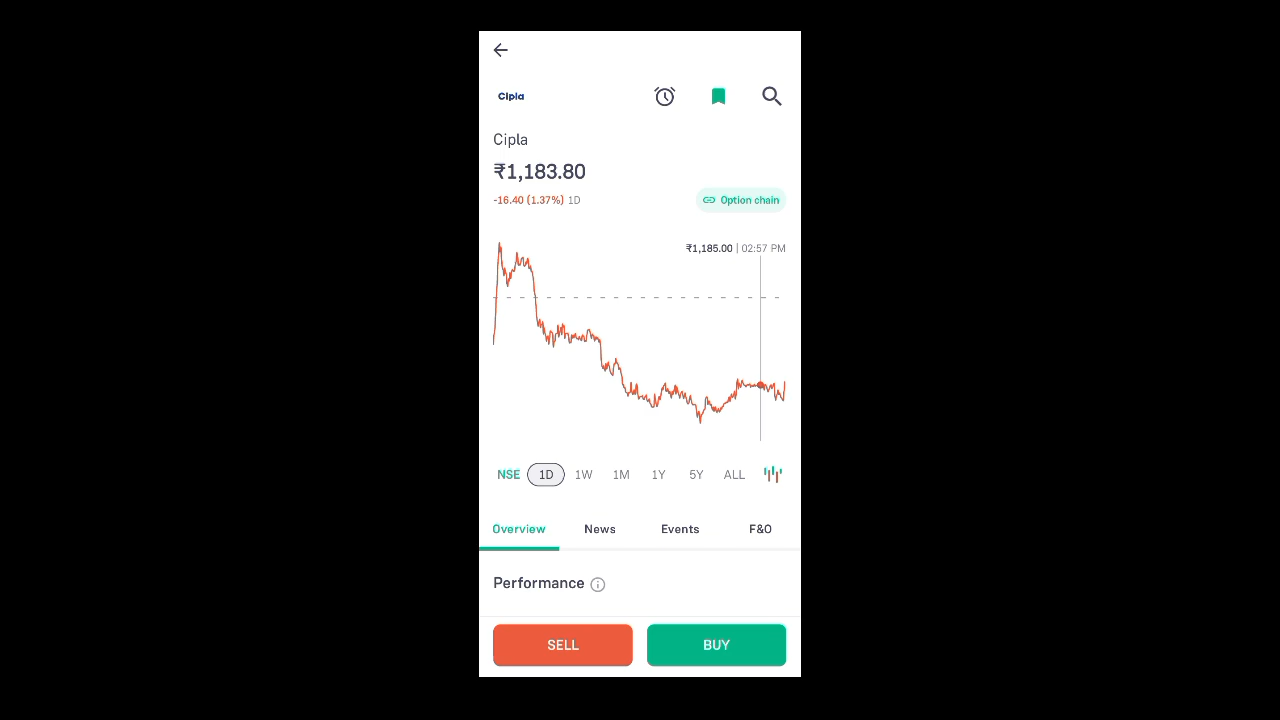 Cipla
Cipla
₹1,183.80
-16.40 (1.37%) 1D
Option chain
₹1,185.00 | 02:57 PM
NSE 1D 1W 1M 1Y 5Y ALL
Overview News Events F&O
Performance
SELL BUY